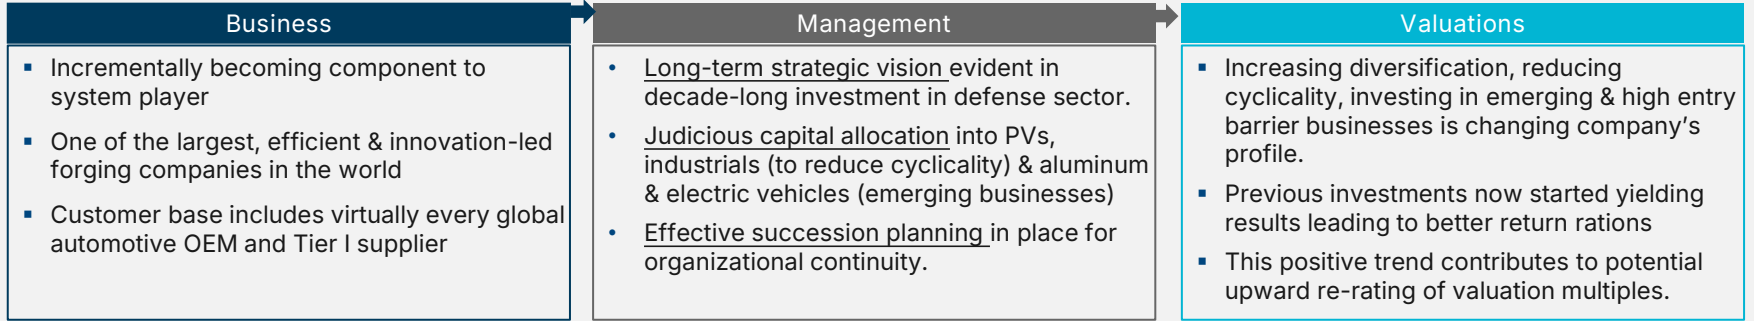 Business
▪ Incrementally becoming component to
system player
▪ One of the largest, efficient & innovation-led
forging companies in the world
▪ Customer base includes virtually every global
automotive OEM and Tier I supplier
Management
• Long-term strategic vision evident in
decade-long investment in defense sector.
• Judicious capital allocation into PVs,
industrials (to reduce cyclicality) & aluminum
& electric vehicles (emerging businesses)
• Effective succession planning in place for
organizational continuity.
Valuations
▪ Increasing diversification, reducing
cyclicality, investing in emerging & high entry
barrier businesses is changing company’s
profile.
▪ Previous investments now started yielding
results leading to better return rations
▪ This positive trend contributes to potential
upward re-rating of valuation multiples.